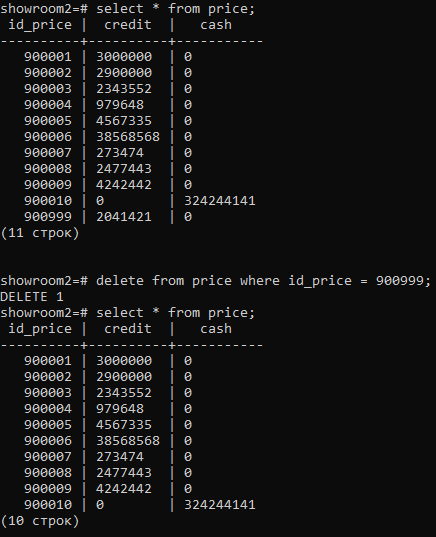 showroom2=# select * from price;
 id_price |  credit  |   cash
----------+----------+-----------
   900001 | 3000000  | 0
   900002 | 2900000  | 0
   900003 | 2343552  | 0
   900004 | 979648   | 0
   900005 | 4567335  | 0
   900006 | 38568568 | 0
   900007 | 273474   | 0
   900008 | 2477443  | 0
   900009 | 4242442  | 0
   900010 | 0        | 324244141
   900999 | 2041421  | 0
(11 строк)
showroom2=# delete from price where id_price = 900999;
DELETE 1
showroom2=# select * from price;
 id_price |  credit  |   cash
----------+----------+-----------
   900001 | 3000000  | 0
   900002 | 2900000  | 0
   900003 | 2343552  | 0
   900004 | 979648   | 0
   900005 | 4567335  | 0
   900006 | 38568568 | 0
   900007 | 273474   | 0
   900008 | 2477443  | 0
   900009 | 4242442  | 0
   900010 | 0        | 324244141
(10 строк)